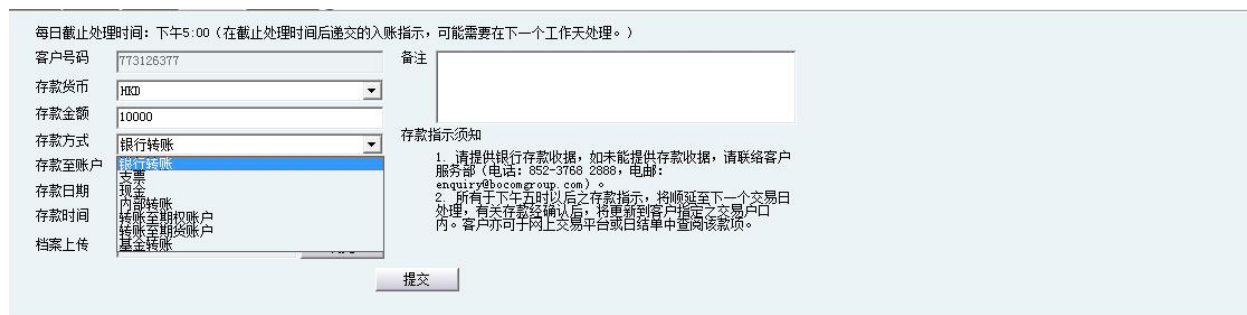 每日截止处理时间：下午5:00（在截止处理时间后递交的入账指示，可能需要在下一个工作天处理。）
客户号码 773126377
备注
存款货币 HKD
存款金额 10000
存款方式 银行转账
存款至账户 银行转账
支票
存款日期 现金
内部转账
存款时间 转账至期权账户
转账至期货账户
档案上传 基金转账
存款指示须知
1. 请提供银行存款收据，如未能提供存款收据，请联络客户
服务部（电话：852-3768 2888，电邮：
enquiry@bocomgroup.com）。
2. 所有于下午五时以后之存款指示，将顺延至下一个交易日
处理，有关存款经确认后，将更新到客户指定之交易户口
内。客户亦可于网上交易平台或日结单中查阅该款项。
提交